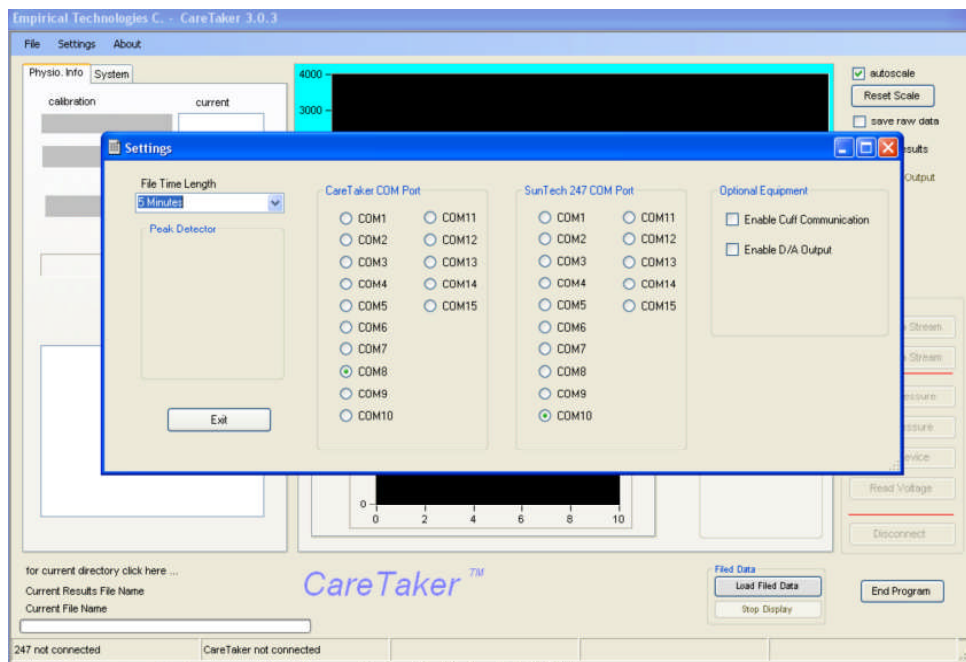 Empirical Technologies C. - CareTaker 3.0.3
File Settings About
Physio. Info System
calibration current
4000
3000
autoscale
Reset Scale
save raw data
Settings
File Time Length
5 Minutes
Peak Detector
Exit
CareTaker COM Port
COM1 COM11
COM2 COM12
COM3 COM13
COM4 COM14
COM5 COM15
COM6
COM7
COM8
COM9
COM10
SunTech 247 COM Port
COM1 COM11
COM2 COM12
COM3 COM13
COM4 COM14
COM5 COM15
COM6
COM7
COM8
COM9
COM10
Optional Equipment
Enable Cuff Communication
Enable D/A Output
Output
Stream
Stream
Read Voltage
Disconnect
0
0 2 4 6 8 10
for current directory click here ...
Current Results File Name
Current File Name
CareTaker TM
Filed Data
Load Filed Data
Stop Display
End Program
247 not connected CareTaker not connected